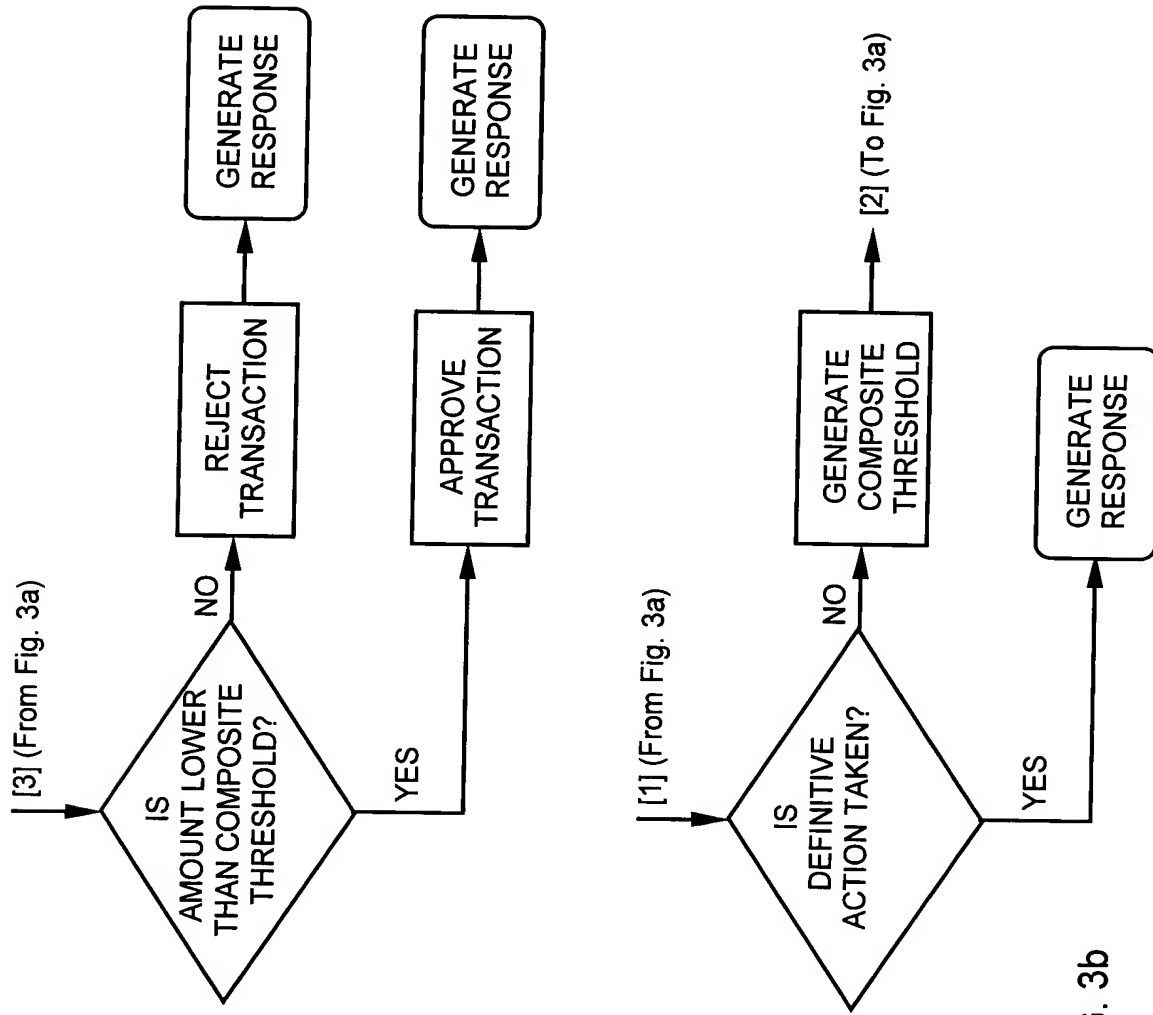 [3] (From Fig. 3a)
IS
AMOUNT LOWER
THAN COMPOSITE
THRESHOLD?
NO
REJECT
TRANSACTION
GENERATE
RESPONSE
YES
APPROVE
TRANSACTION
GENERATE
RESPONSE
[1] (From Fig. 3a)
IS
DEFINITIVE
ACTION TAKEN?
NO
GENERATE
COMPOSITE
THRESHOLD
[2] (To Fig. 3a)
YES
GENERATE
RESPONSE
3b